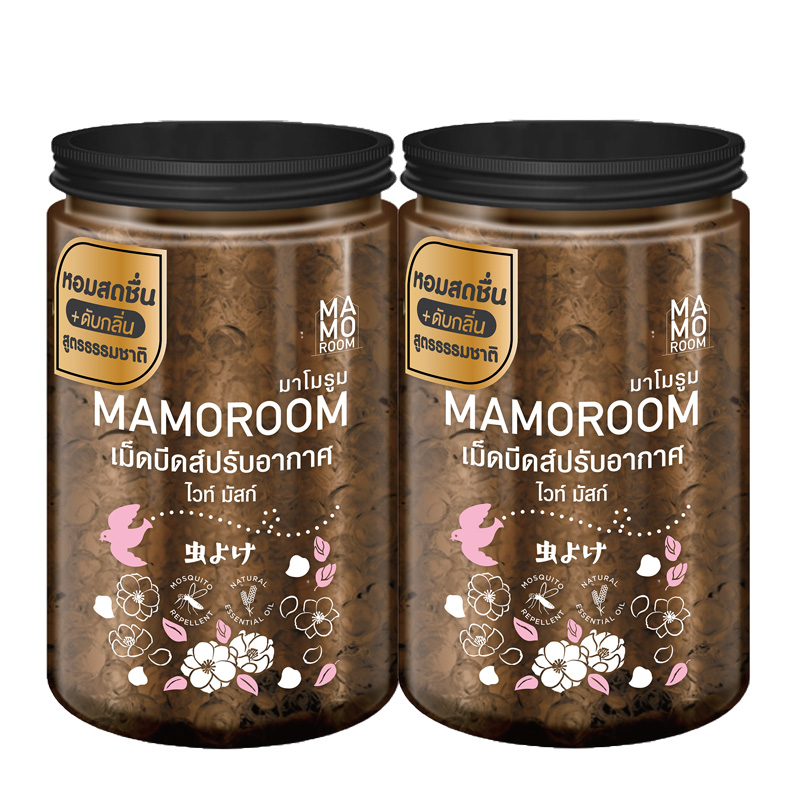 หอมสดชื่น
+ดับกลิ่น
สูตรธรรมชาติ
MA
MO
ROOM
มาโมรูม
MAMOROOM
เม็ดบีดส์ปรับอากาศ
ไวท์ มัสก์
虫よけ
MOSQUITO
REPELLENT
NATURAL
ESSENTIAL OIL
หอมสดชื่น
+ดับกลิ่น
สูตรธรรมชาติ
MA
MO
ROOM
มาโมรูม
MAMOROOM
เม็ดบีดส์ปรับอากาศ
ไวท์ มัสก์
虫よけ
MOSQUITO
REPELLENT
NATURAL
ESSENTIAL OIL